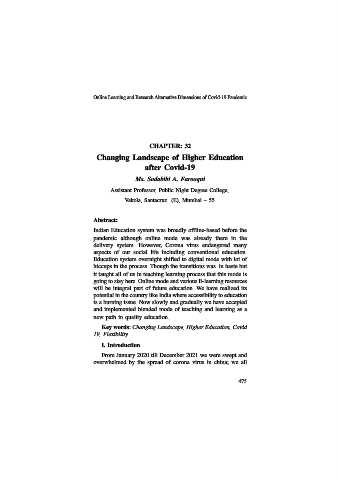 Online Learning and Research Alternative Dimensions of Covid-19 Pandemic
CHAPTER: 32
Changing Landscape of Higher Education
after Covid-19
Ms. Sadabibi A. Farooqui
Assistant Professor, Public Night Degree College,
Vakola, Santacruz (E), Mumbai – 55
Abstract:
Indian Education system was broadly offline-based before the
pandemic although online mode was already there in the
delivery system. However, Corona virus endangered many
aspects of our social life including conventional education.
Education system overnight shifted to digital mode with lot of
hiccups in the process. Though the transitions was in haste but
it taught all of us in teaching learning process that this mode is
going to stay here. Online mode and various E-learning resources
will be integral part of future education. We have realized its
potential in the country like India where accessibility to education
is a burning issue. Now slowly and gradually we have accepted
and implemented blended mode of teaching and learning as a
new path in quality education.
Key words: Changing Landscape, Higher Education, Covid
19, Flexibility
I. Introduction
From January 2020 till December 2021 we were swept and
overwhelmed by the spread of corona virus in china; we all
475